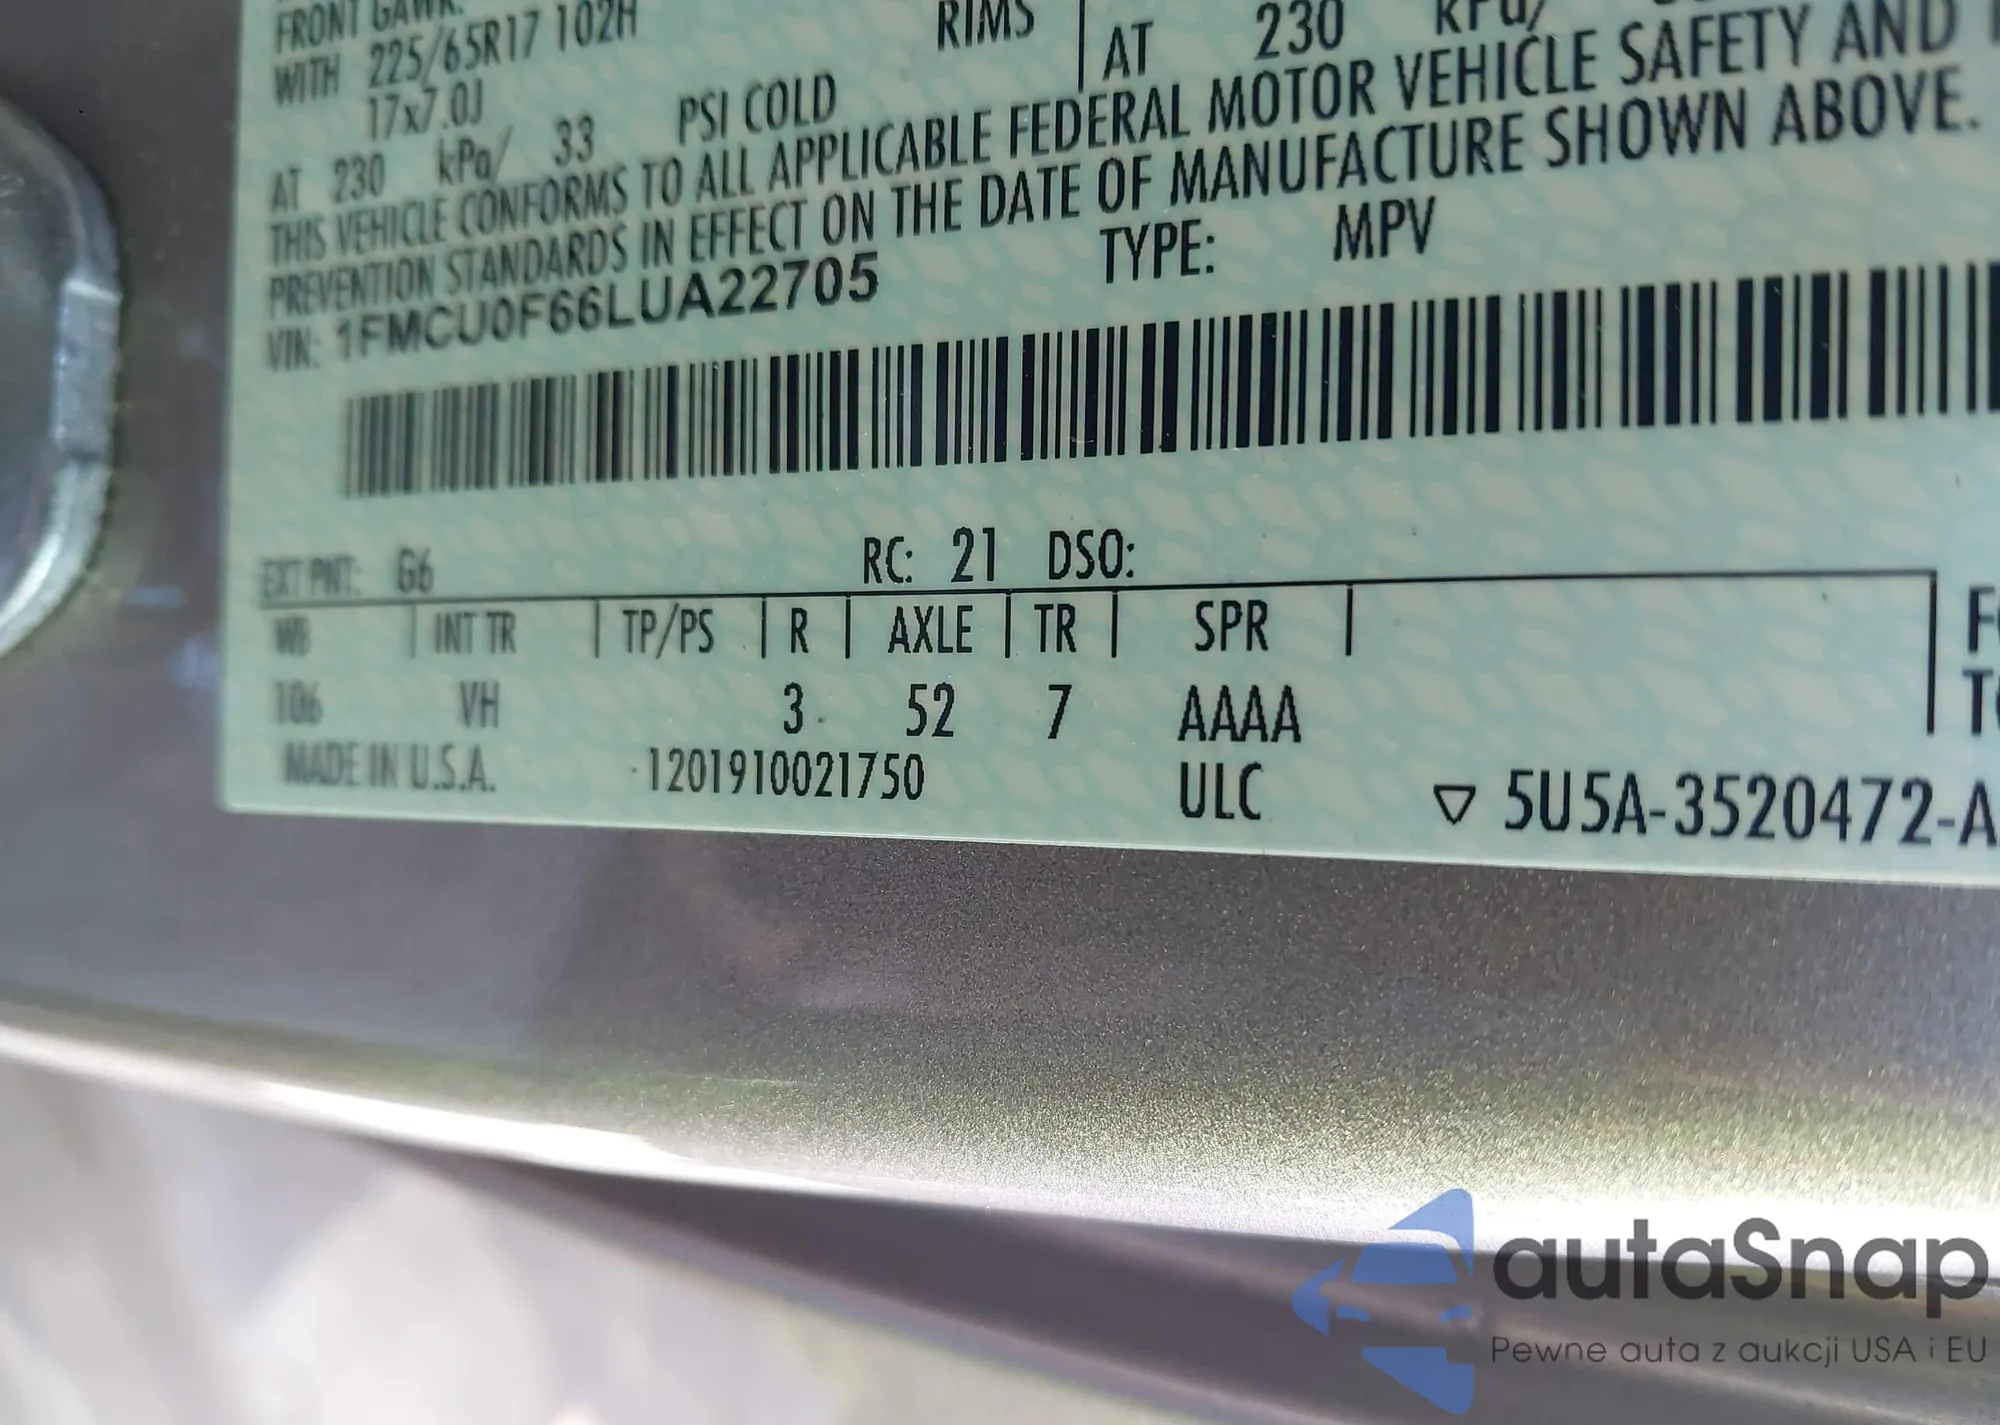 FRONT GAWR:
WITH 225/65R17 102H RIMS
17x7.0J AT 230 kPa/
AT 230 kPa/ 33 PSI COLD
THIS VEHICLE CONFORMS TO ALL APPLICABLE FEDERAL MOTOR VEHICLE SAFETY AND
PREVENTION STANDARDS IN EFFECT ON THE DATE OF MANUFACTURE SHOWN ABOVE.
VIN: 1FMCU0F66LUA22705 TYPE: MPV
EXT PNT: G6 RC: 21 DSO:
WB | INT TR | TP/PS | R | AXLE | TR | SPR |
106 VH 3 52 7 AAAA
MADE IN U.S.A. 1201910021750 ULC ▽ 5U5A-3520472-A
autaSnap
Pewne auta z aukcji USA i EU